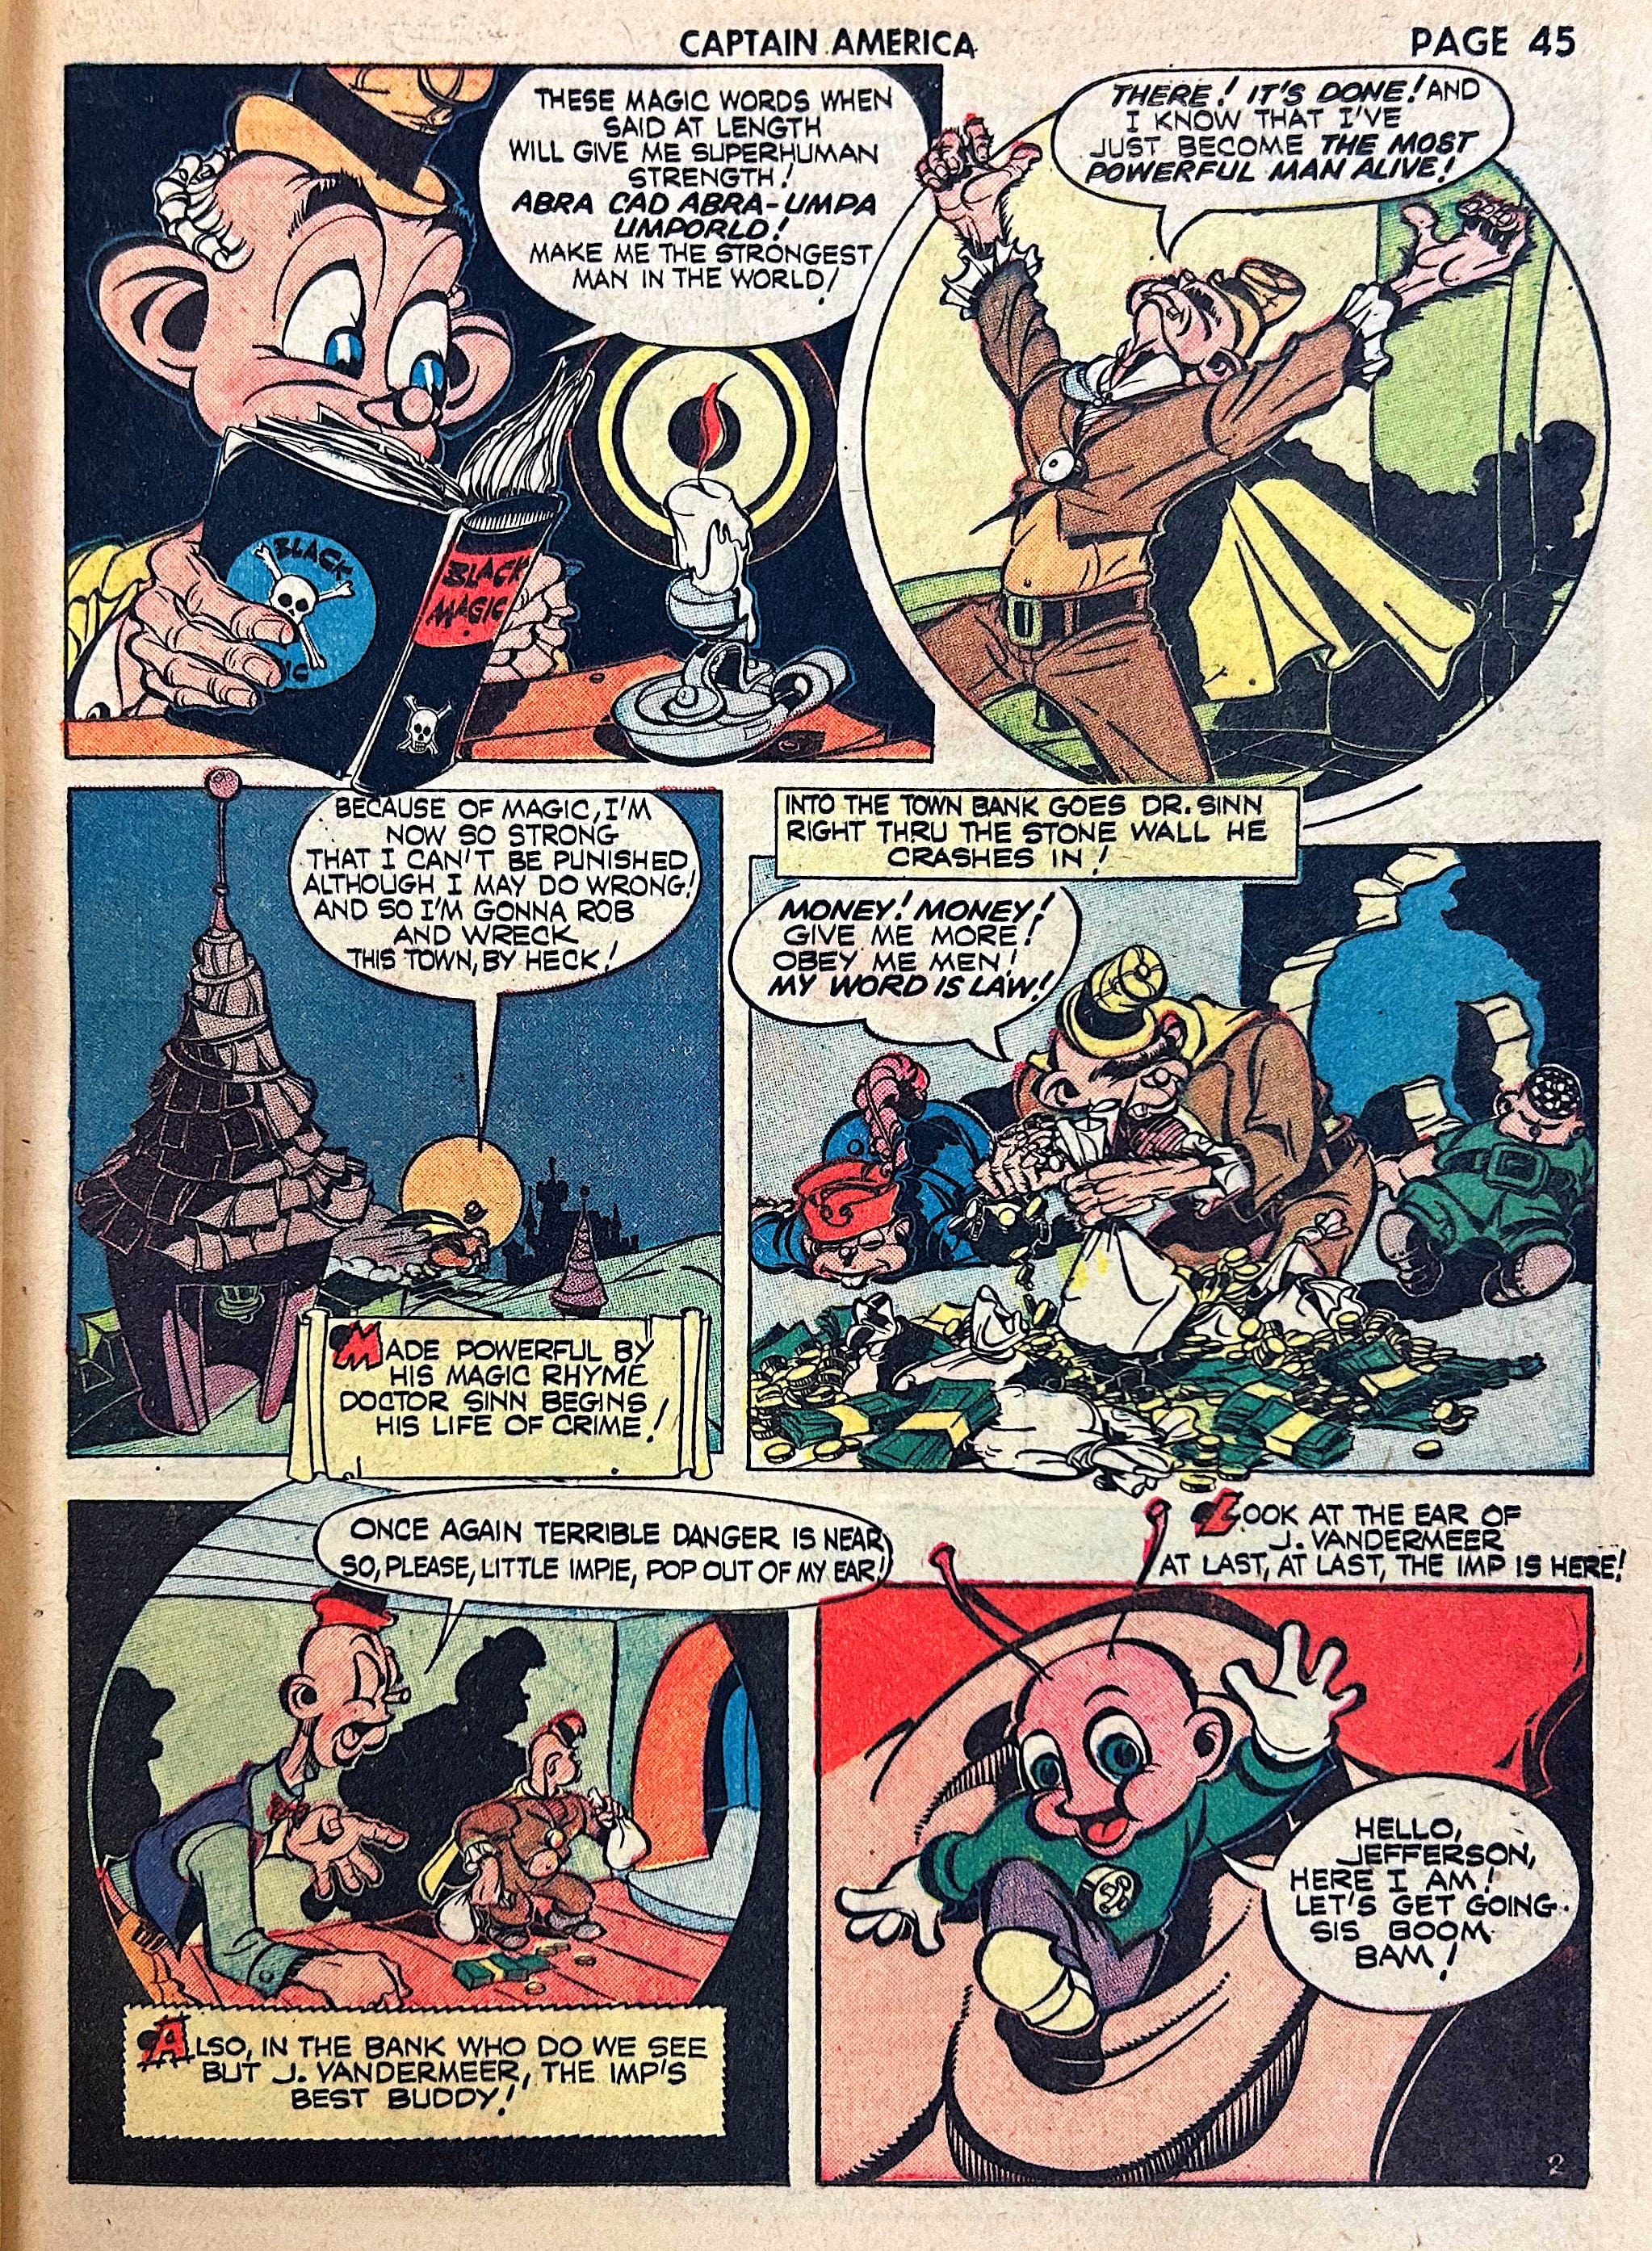 CAPTAIN AMERICA
PAGE 45
THESE MAGIC WORDS WHEN
SAID AT LENGTH
WILL GIVE ME SUPERHUMAN
STRENGTH!
ABRA CAD ABRA-UMPA
UMPORLD!
MAKE ME THE STRONGEST
MAN IN THE WORLD!
BLACK
IC
BLACK
MAGIC
THERE! IT'S DONE! AND
I KNOW THAT I'VE
JUST BECOME THE MOST
POWERFUL MAN ALIVE!
BECAUSE OF MAGIC, I'M
NOW SO STRONG
THAT I CAN'T BE PUNISHED
ALTHOUGH I MAY DO WRONG!
AND SO I'M GONNA ROB
AND WRECK
THIS TOWN, BY HECK!
MADE POWERFUL BY
HIS MAGIC RHYME
DOCTOR SINN BEGINS
HIS LIFE OF CRIME!
INTO THE TOWN BANK GOES DR. SINN
RIGHT THRU THE STONE WALL HE
CRASHES IN!
MONEY! MONEY!
GIVE ME MORE!
OBEY ME MEN!
MY WORD IS LAW!
ONCE AGAIN TERRIBLE DANGER IS NEAR
SO, PLEASE, LITTLE IMPIE, POP OUT OF MY EAR!
ALSO, IN THE BANK WHO DO WE SEE
BUT J. VANDERMEER, THE IMP'S
BEST BUDDY!
LOOK AT THE EAR OF
J. VANDERMEER
AT LAST, AT LAST, THE IMP IS HERE!
HELLO,
JEFFERSON,
HERE I AM!
LET'S GET GOING
SIS BOOM
BAM!
2